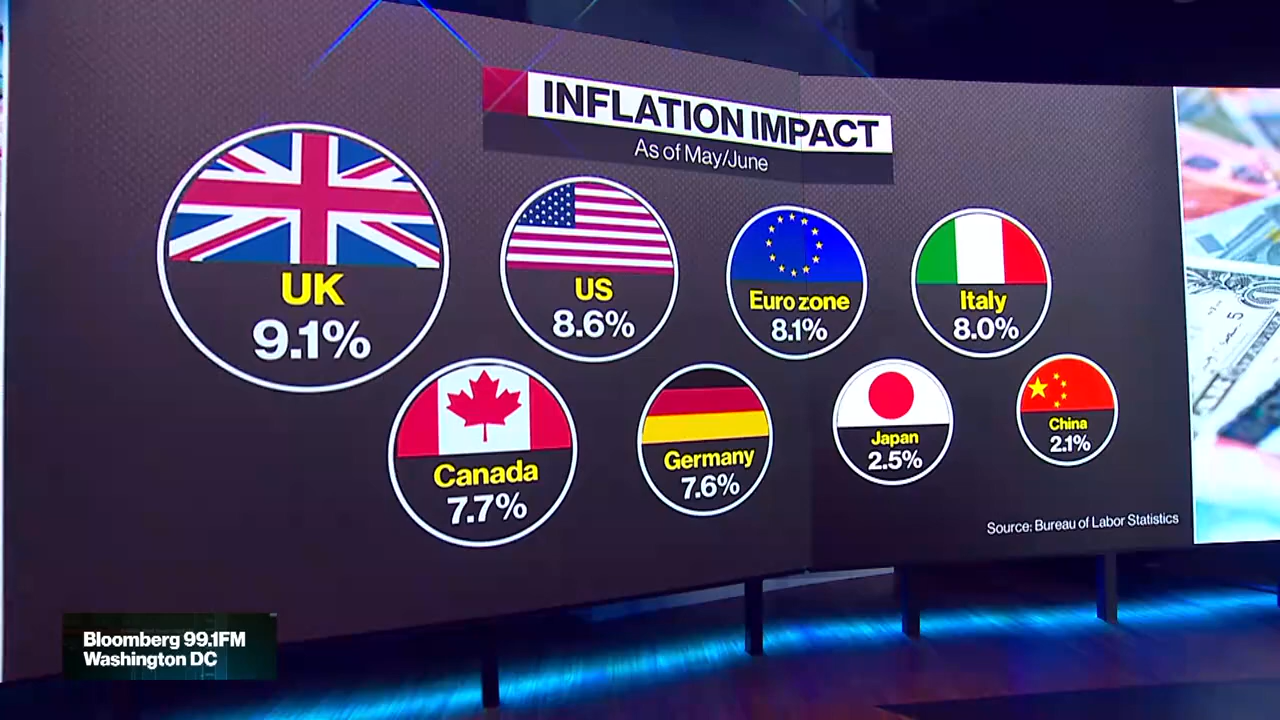 INFLATION IMPACT
As of May/June
UK
9.1%
US
8.6%
Euro zone
8.1%
Italy
8.0%
Canada
7.7%
Germany
7.6%
Japan
2.5%
China
2.1%
Source: Bureau of Labor Statistics
Bloomberg 99.1FM
Washington DC